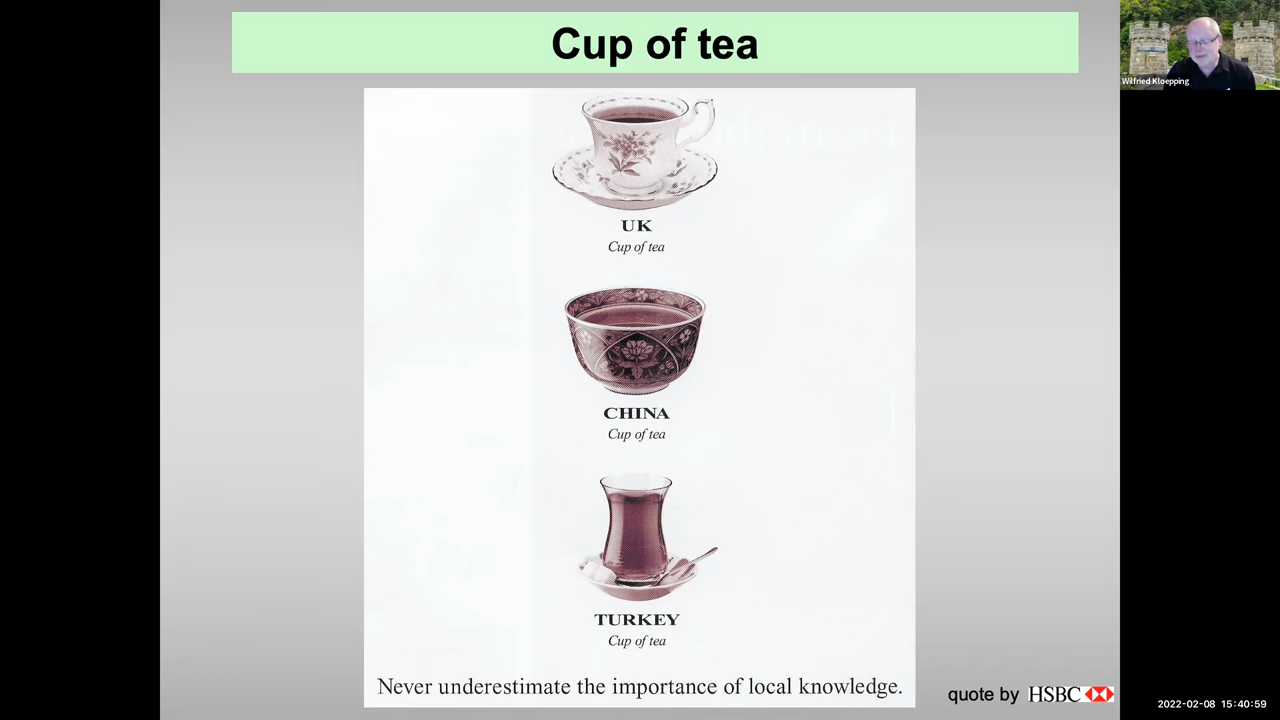 Cup of tea
Wilfried Kloepping
UK
Cup of tea
CHINA
Cup of tea
TURKEY
Cup of tea
Never underestimate the importance of local knowledge.
quote by HSBC
2022-02-08 15:40:59